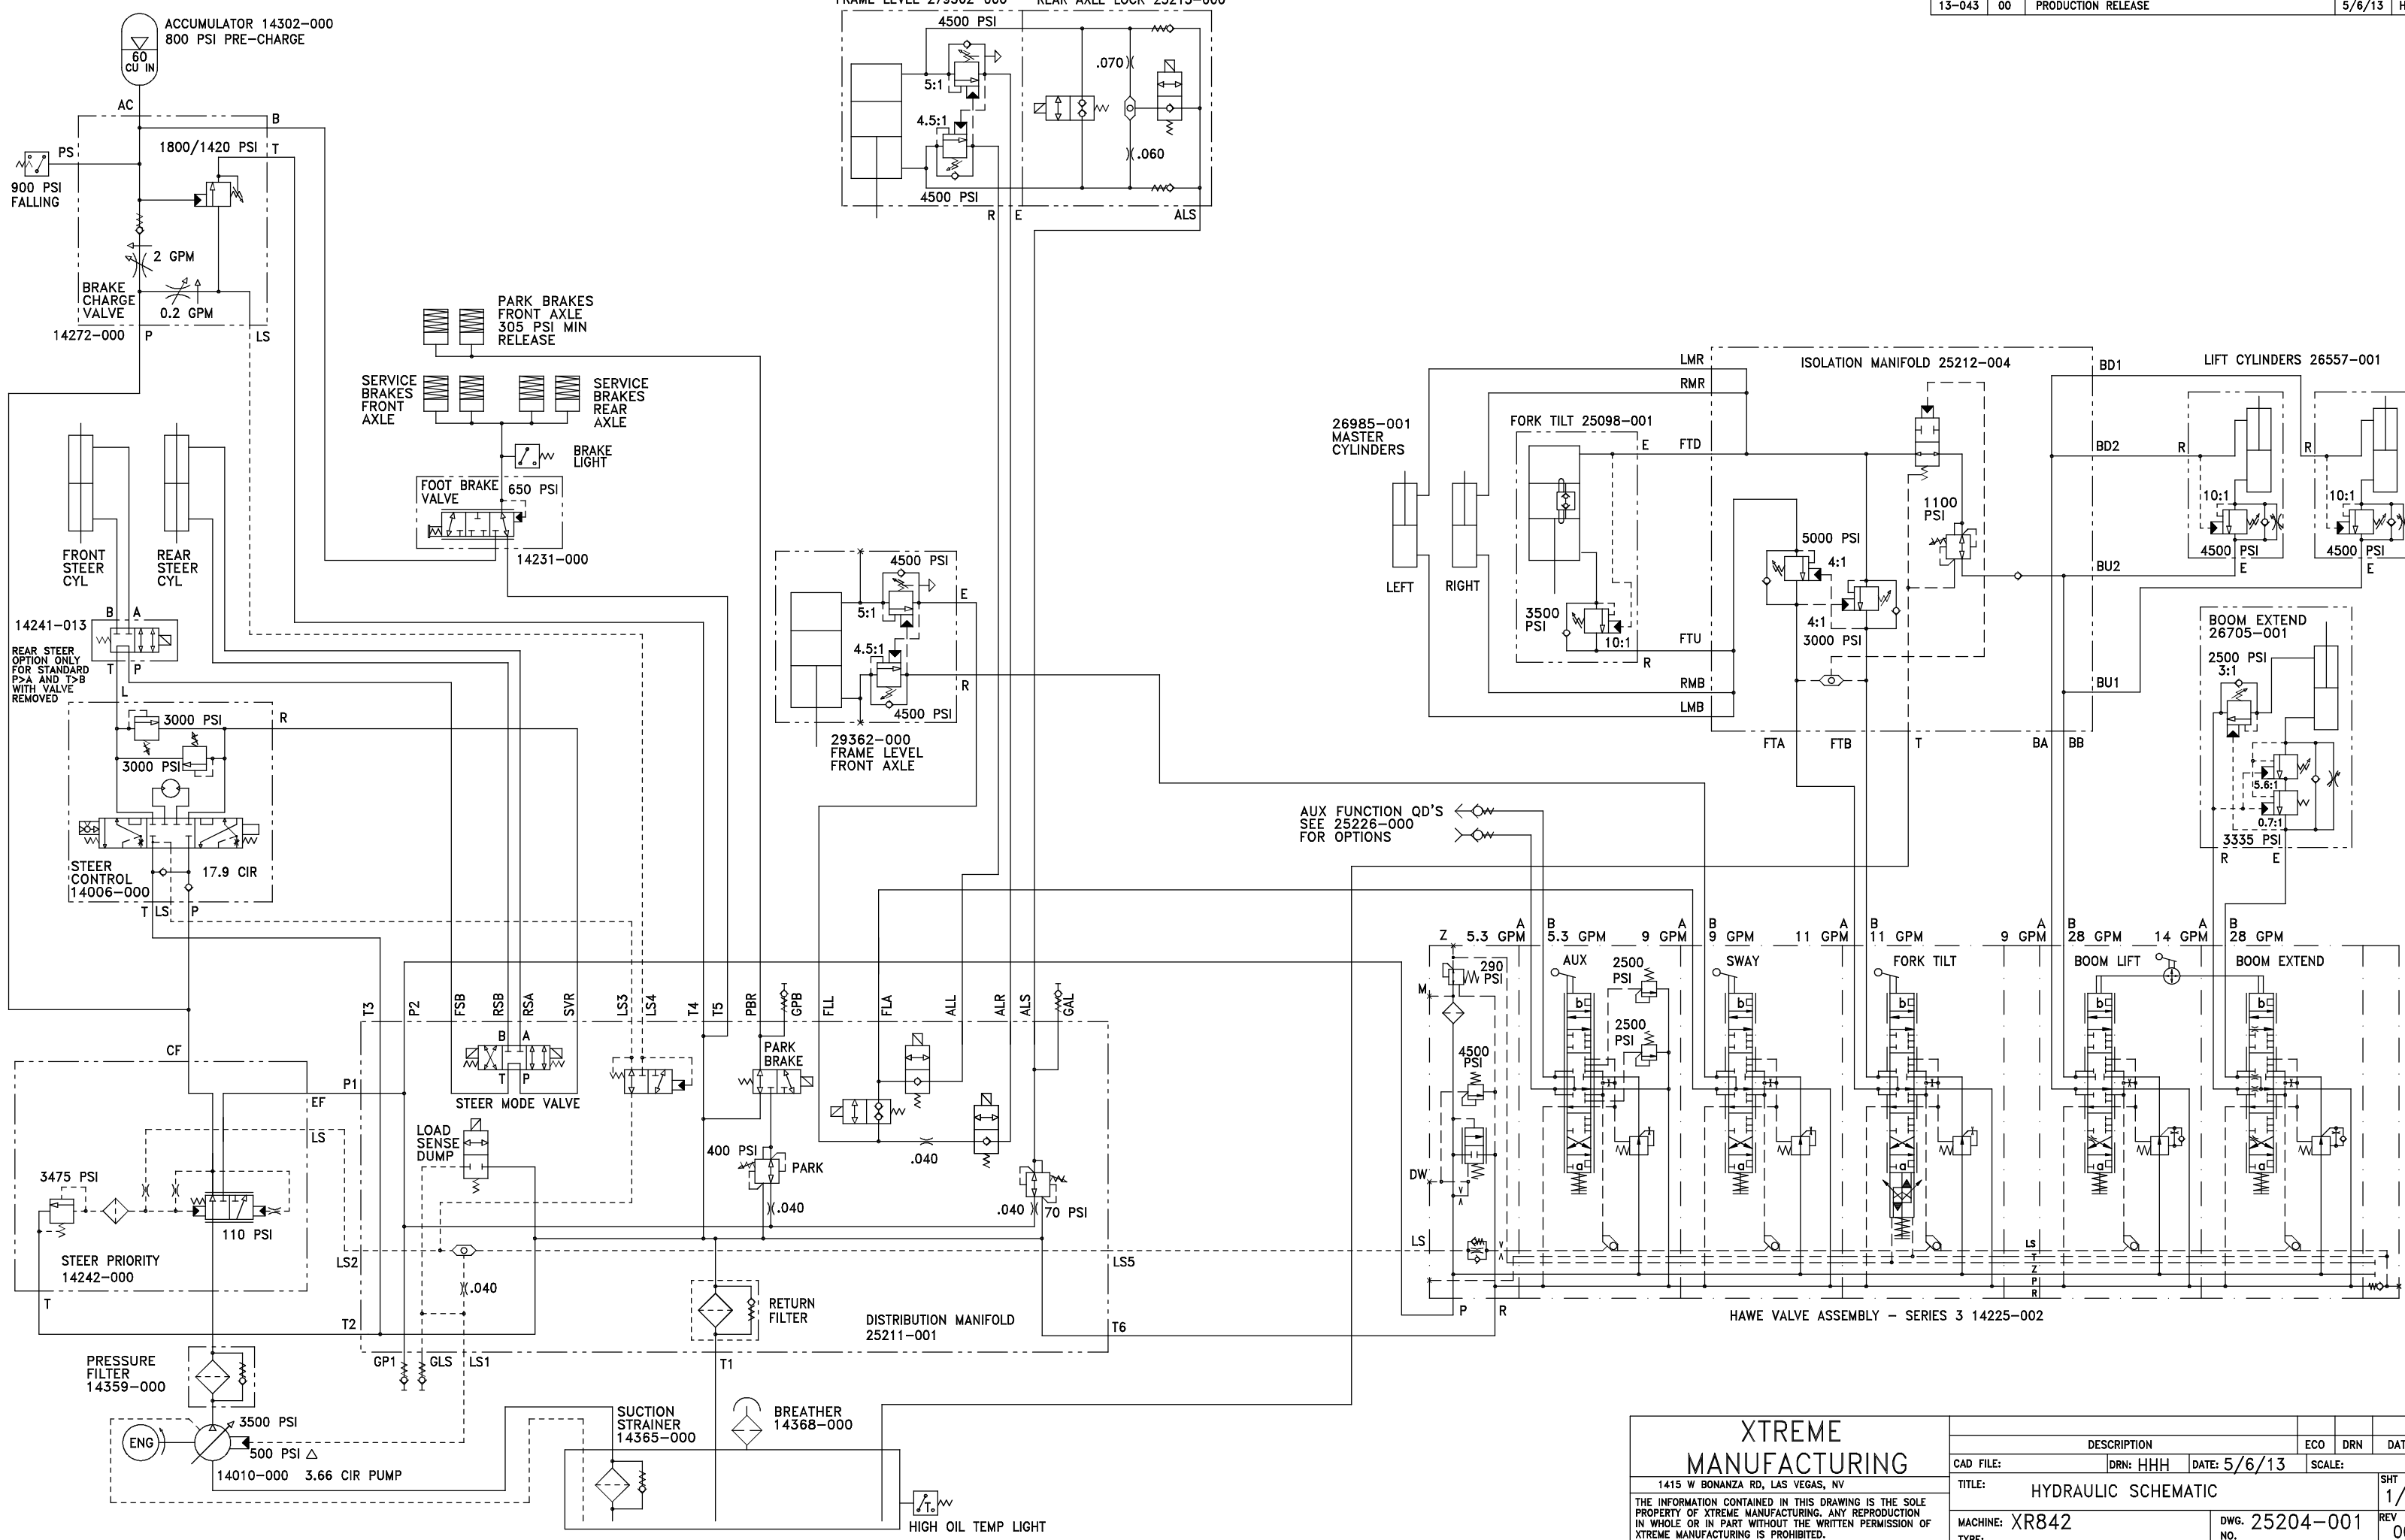 ACCUMULATOR 14302-000
800 PSI PRE-CHARGE
60
CU IN
AC
B
1800/1420 PSI
T
PS
900 PSI
FALLING
2 GPM
BRAKE
CHARGE
VALVE
0.2 GPM
14272-000
P
LS
4500 PSI
5:1
4.5:1
4500 PSI
R
E
.070
.060
ALS
13-043
00
PRODUCTION RELEASE
5/6/13
PARK BRAKES
FRONT AXLE
305 PSI MIN
RELEASE
SERVICE
BRAKES
FRONT
AXLE
SERVICE
BRAKES
REAR
AXLE
BRAKE
LIGHT
FOOT BRAKE
VALVE
650 PSI
14231-000
FRONT
STEER
CYL
REAR
STEER
CYL
B
A
14241-013
REAR STEER
OPTION ONLY
FOR STANDARD
P>A AND T>B
WITH VALVE
REMOVED
T
P
L
3000 PSI
R
3000 PSI
STEER
CONTROL
14006-000
17.9 CIR
T
LS
P
4500 PSI
E
5:1
4.5:1
R
4500 PSI
29362-000
FRAME LEVEL
FRONT AXLE
26985-001
MASTER
CYLINDERS
LEFT
RIGHT
LMR
RMR
FORK TILT 25098-001
E
FTD
3500
PSI
10:1
FTU
R
RMB
LMB
ISOLATION MANIFOLD 25212-004
1100
PSI
5000 PSI
4:1
4:1
3000 PSI
FTA
FTB
T
BD1
BD2
BU2
BU1
BA
BB
LIFT CYLINDERS 26557-001
R
R
10:1
10:1
4500 PSI
4500 PSI
E
E
BOOM EXTEND
26705-001
2500 PSI
3:1
5.6:1
0.7:1
3335 PSI
R
E
AUX FUNCTION QD'S
SEE 25226-000
FOR OPTIONS
CF
P1
EF
LS
3475 PSI
110 PSI
STEER PRIORITY
14242-000
T
T3
P2
FSB
RSB
RSA
SVR
LS3
LS4
T4
T5
PBR
GPB
FLL
FLA
ALL
ALR
ALS
GAL
B
A
T
P
STEER MODE VALVE
PARK
BRAKE
LOAD
SENSE
DUMP
400 PSI
PARK
.040
.040
.040
70 PSI
LS2
LS5
.040
T2
RETURN
FILTER
DISTRIBUTION MANIFOLD
25211-001
T6
GP1
GLS
LS1
T1
PRESSURE
FILTER
14359-000
ENG
3500 PSI
500 PSI △
14010-000 3.66 CIR PUMP
SUCTION
STRAINER
14365-000
BREATHER
14368-000
T
HIGH OIL TEMP LIGHT
Z
A
B
A
B
A
B
A
B
A
B
5.3 GPM
5.3 GPM
9 GPM
9 GPM
11 GPM
11 GPM
9 GPM
28 GPM
14 GPM
28 GPM
AUX
SWAY
FORK TILT
BOOM LIFT
BOOM EXTEND
290
PSI
2500
PSI
2500
PSI
M
4500
PSI
DW
b
b
b
b
b
a
a
a
a
a
LS
LS
T
Z
P
R
P
R
HAWE VALVE ASSEMBLY - SERIES 3 14225-002
XTREME
MANUFACTURING
1415 W BONANZA RD, LAS VEGAS, NV
THE INFORMATION CONTAINED IN THIS DRAWING IS THE SOLE
PROPERTY OF XTREME MANUFACTURING. ANY REPRODUCTION
IN WHOLE OR IN PART WITHOUT THE WRITTEN PERMISSION OF
XTREME MANUFACTURING IS PROHIBITED.
DESCRIPTION
ECO
DRN
CAD FILE:
DRN: HHH
DATE: 5/6/13
SCALE:
TITLE:
HYDRAULIC SCHEMATIC
SHT
1/
MACHINE: XR842
DWG. 25204-001
NO.
REV